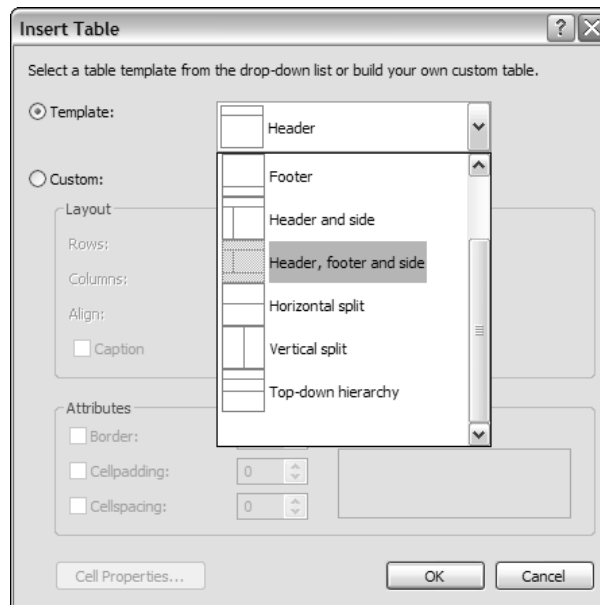 Insert Table
Select a table template from the drop-down list or build your own custom table.
Template:
Header
Custom:
Footer
Layout
Header and side
Rows:
Header, footer and side
Columns:
Horizontal split
Align:
Caption
Vertical split
Top-down hierarchy
Attributes
Border:
Cellpadding:
0
Cellspacing:
0
Cell Properties...
OK
Cancel